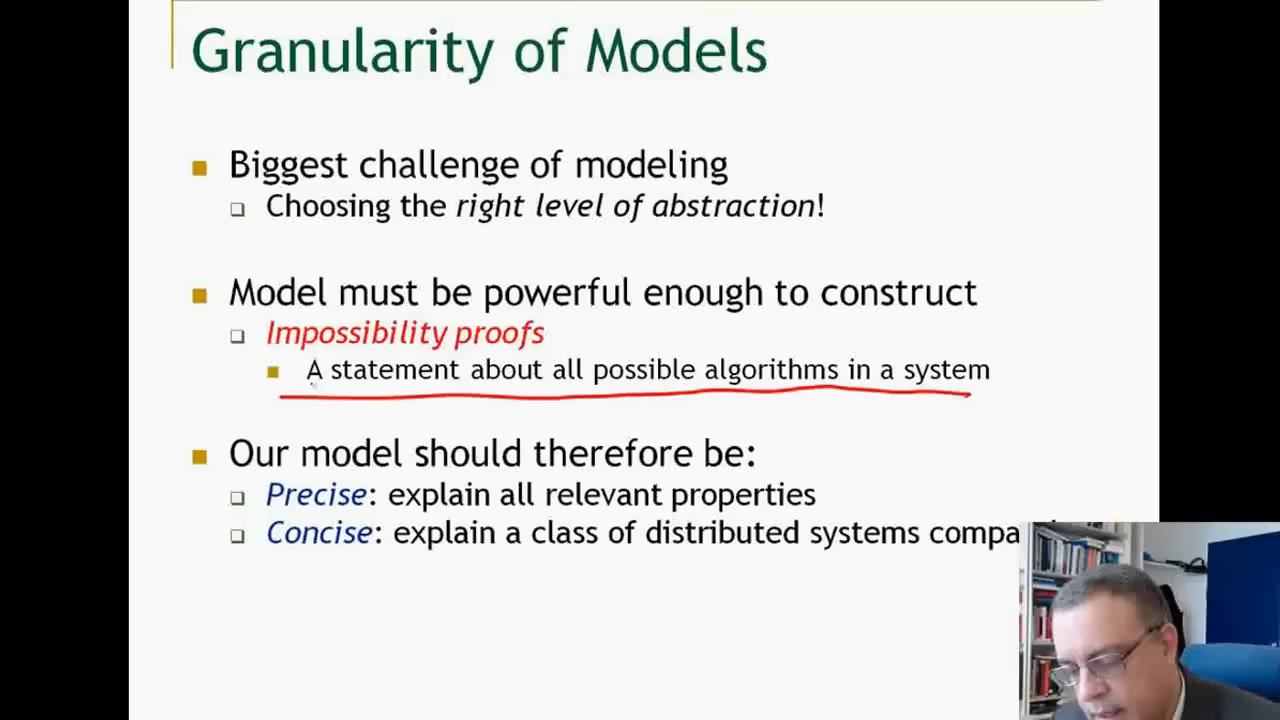 Granularity of Models
Biggest challenge of modeling
Choosing the right level of abstraction!
Model must be powerful enough to construct
Impossibility proofs
A statement about all possible algorithms in a system
Our model should therefore be:
Precise: explain all relevant properties
Concise: explain a class of distributed systems